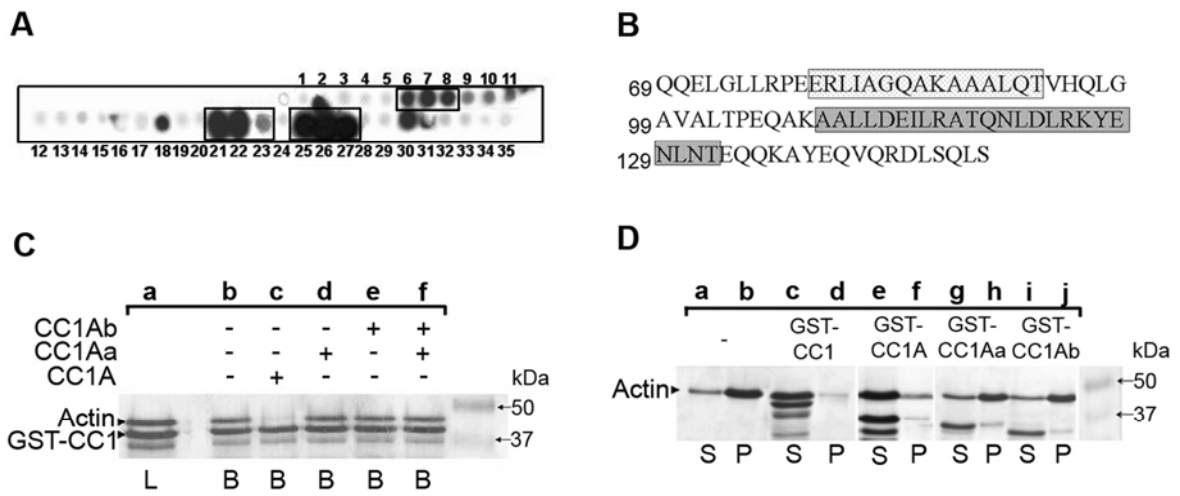 A
1 2 3 4 5 6 7 8 9 10 11
12 13 14 15 16 17 18 19 20 21 22 23 24 25 26 27 28 29 30 31 32 33 34 35
B
69 QQELGLLRPEERLIAGQAKAAALQTVHQLG
99 AVALTPEQAKAALLDEILRATQNLDLRKYE
129 NLNTEQQKAYEQVQRDLSQLS
C
a b c d e f
CC1Ab - - - + +
CC1Aa - - + - +
CC1A - + - - -
kDa
Actin
50
GST-CC1
37
L B B B B B
D
a b c d e f g h i j
- GST-CC1 GST-CC1A GST-CC1Aa GST-CC1Ab
kDa
Actin
50
37
S P S P S P S P S P